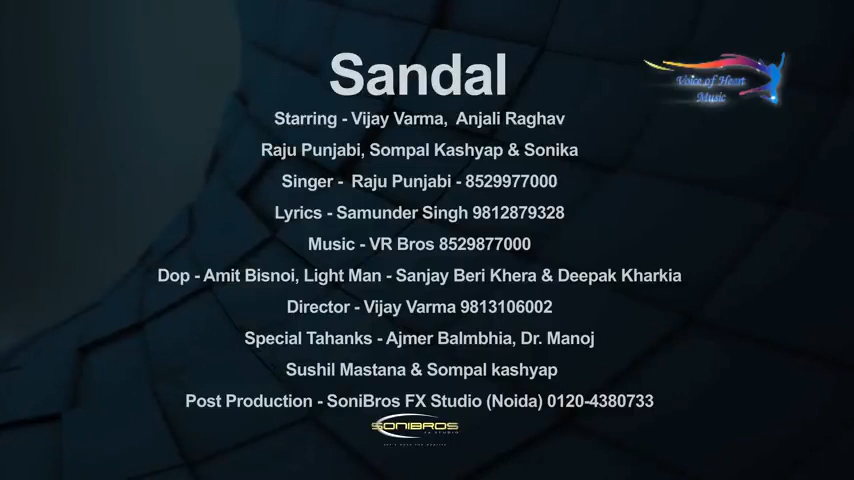 Sandal
Voice of Heart
Music
Starring - Vijay Varma, Anjali Raghav
Raju Punjabi, Sompal Kashyap & Sonika
Singer - Raju Punjabi - 8529977000
Lyrics - Samunder Singh 9812879328
Music - VR Bros 8529877000
Dop - Amit Bisnoi, Light Man - Sanjay Beri Khera & Deepak Kharkia
Director - Vijay Varma 9813106002
Special Tahanks - Ajmer Balmbhia, Dr. Manoj
Sushil Mastana & Sompal kashyap
Post Production - SoniBros FX Studio (Noida) 0120-4380733
SONIBROS
FX STUDIO